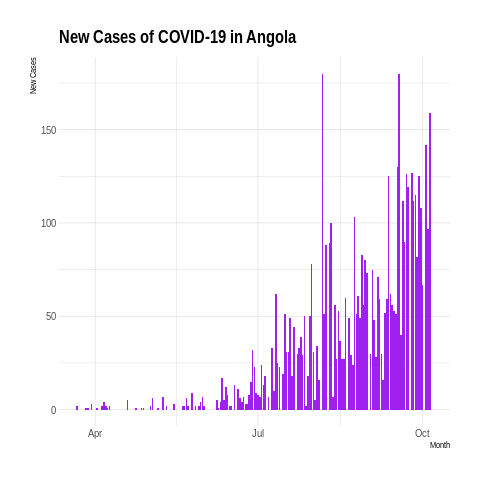 New Cases of COVID-19 in Angola
New Cases
150
100
50
0
Apr
Jul
Oct
Month